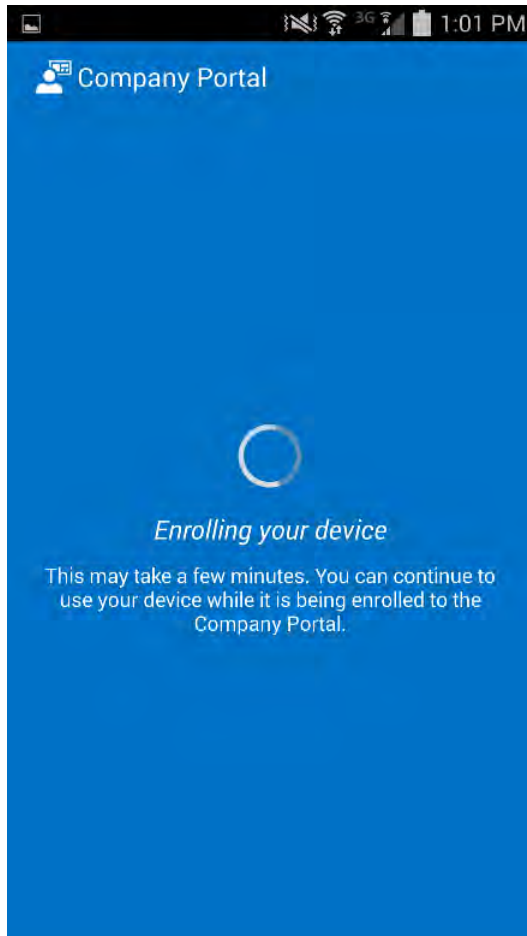 3G 1:01 PM
Company Portal
Enrolling your device
This may take a few minutes. You can continue to
use your device while it is being enrolled to the
Company Portal.